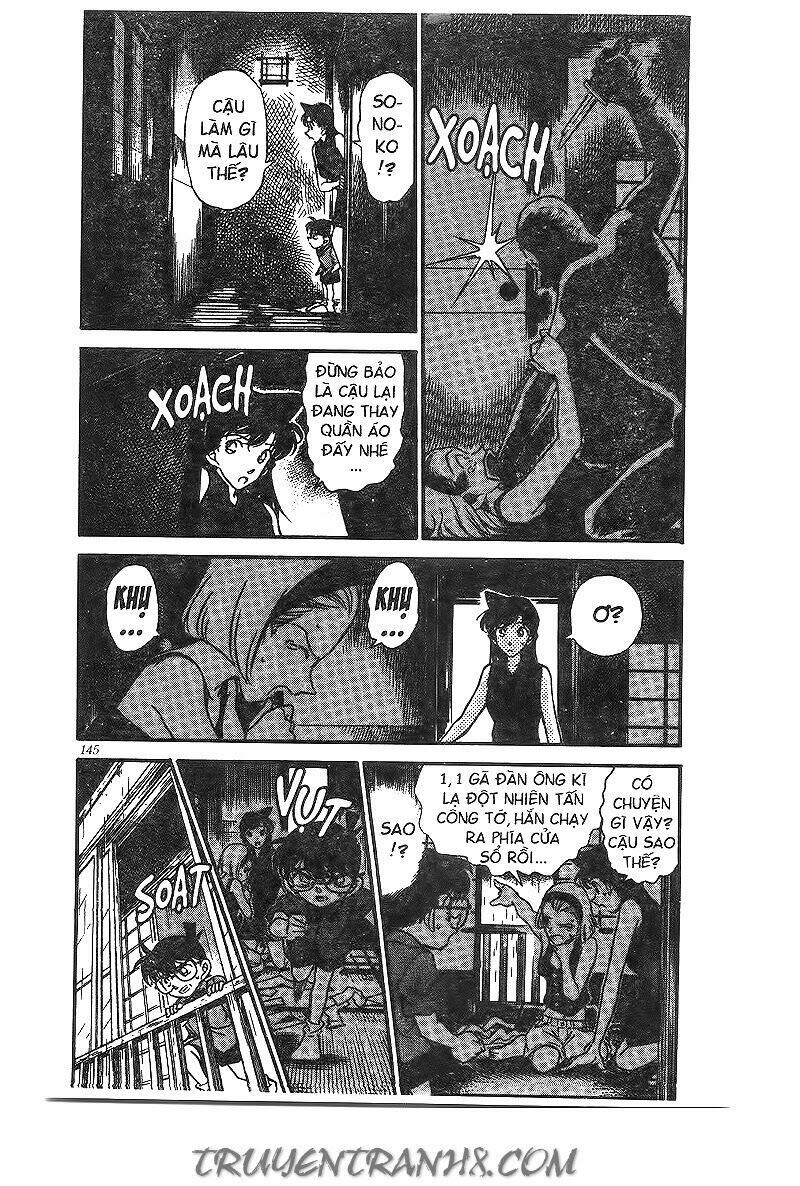 XOẠCH
SO-
NO-
KO
!?
CẬU
LÀM GÌ
MÀ LÂU
THẾ?
ĐỪNG BẢO
LÀ CẬU LẠI
ĐANG THAY
QUẦN ÁO
ĐẤY NHÉ
...
XOẠCH
Ơ?
KHỤ
...
KHỤ
...
145
CÓ
CHUYỆN
GÌ VẬY?
CẬU SAO
THẾ?
1, 1 GÃ ĐÀN ÔNG KÌ
LẠ ĐỘT NHIÊN TẤN
CÔNG TỚ, HẮN CHẠY
RA PHÍA CỬA
SỔ RỒI...
SAO
!?
VỤT
SOẠT
TRUYENTRANH8.COM